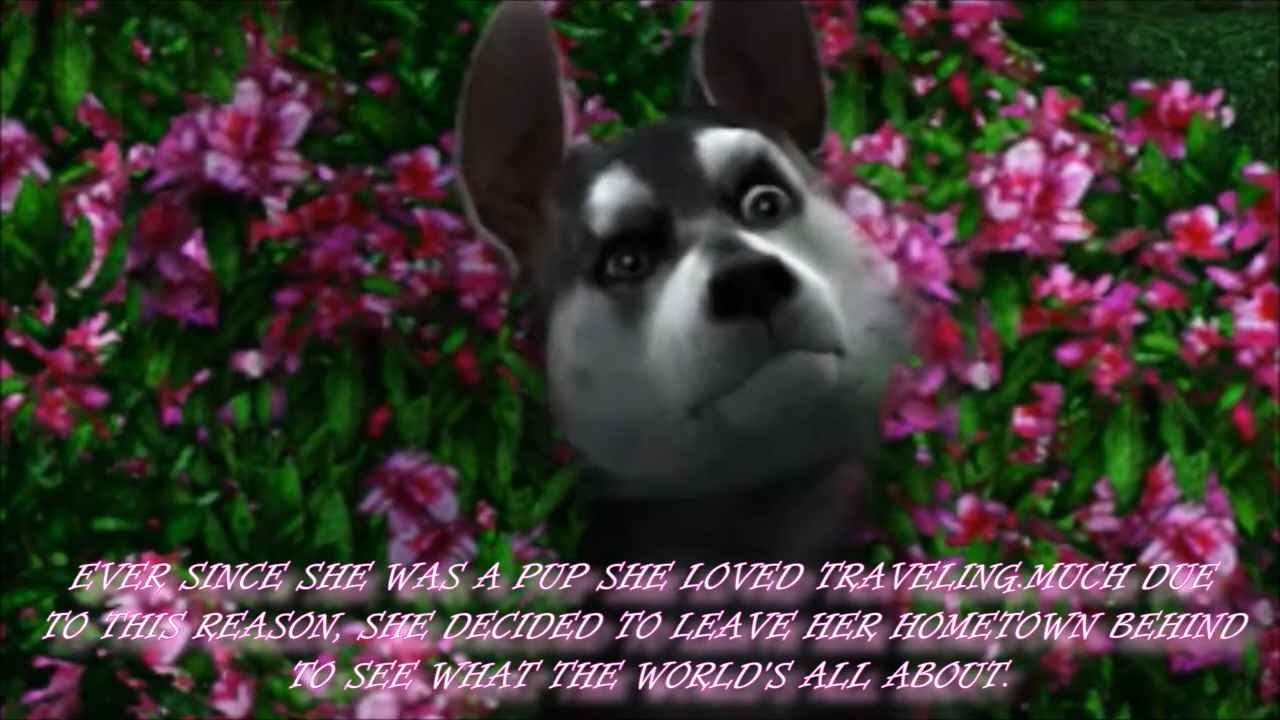 EVER SINCE SHE WAS A PUP SHE LOVED TRAVELING.MUCH DUE
TO THIS REASON, SHE DECIDED TO LEAVE HER HOMETOWN BEHIND
TO SEE WHAT THE WORLD'S ALL ABOUT.